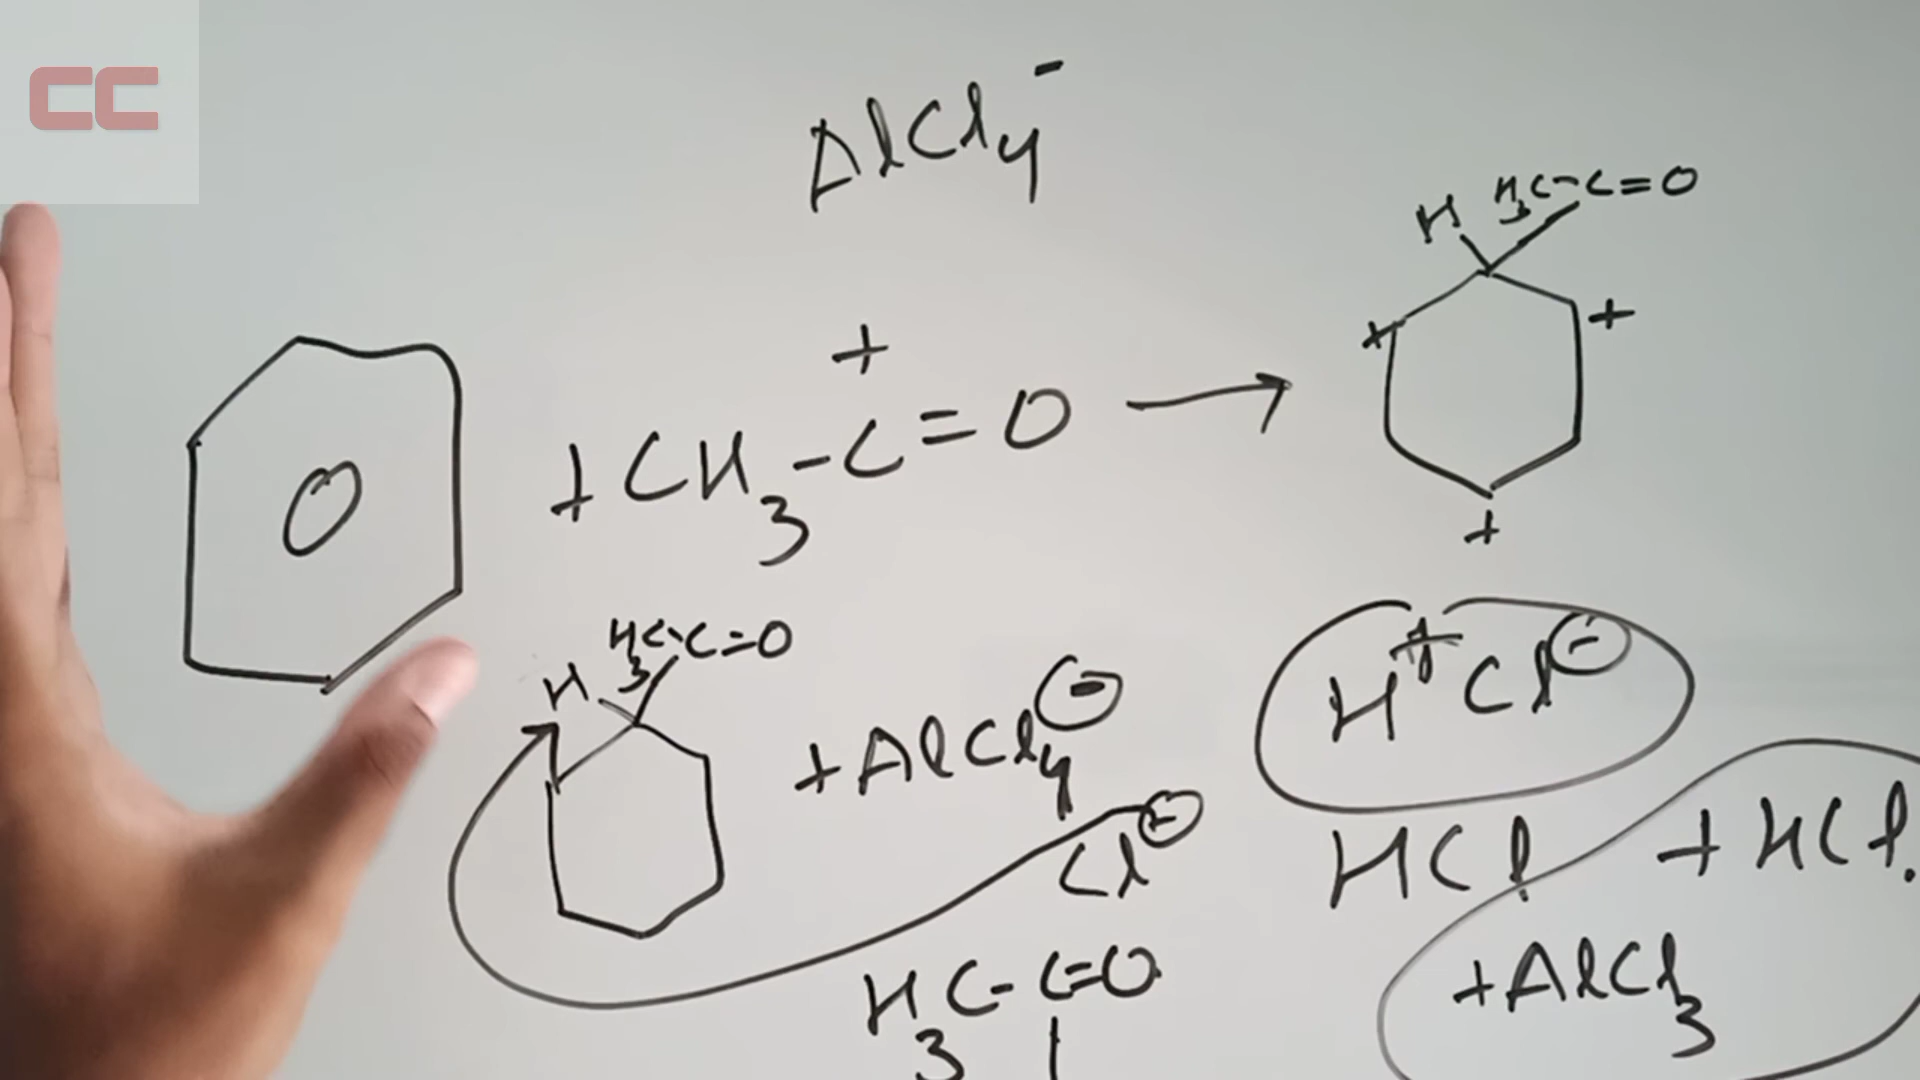 CC
AlCl4-
H H3C-C=O
+ +
+
+ CH3-C=O
+
+
H H3C-C=O
+ AlCl4⊖
Cl⊖
H+Cl⊖
HCl + HCl.
+ AlCl3
H3C-C=O